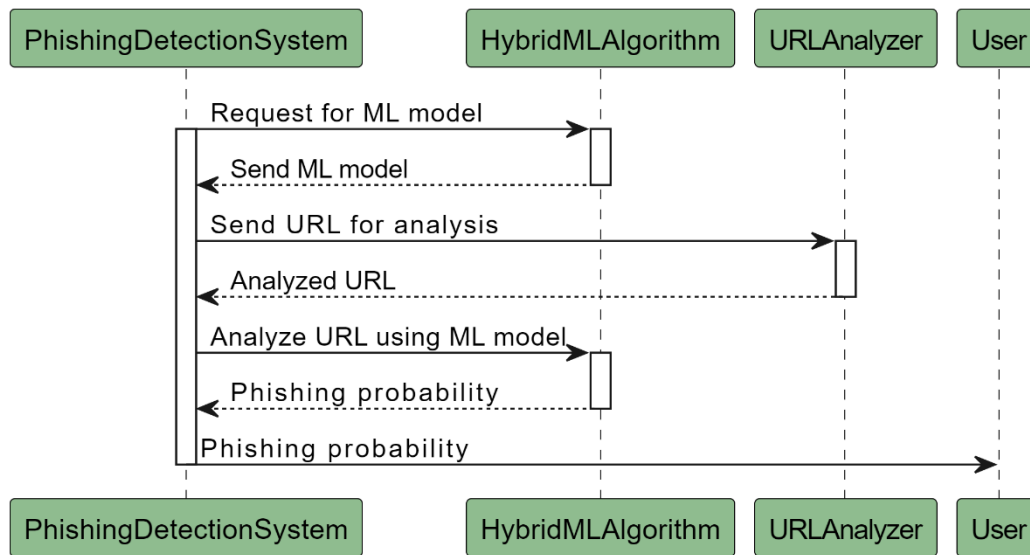 PhishingDetectionSystem HybridMLAlgorithm URLAnalyzer User
Request for ML model
Send ML model
Send URL for analysis
Analyzed URL
Analyze URL using ML model
Phishing probability
Phishing probability
PhishingDetectionSystem HybridMLAlgorithm URLAnalyzer User